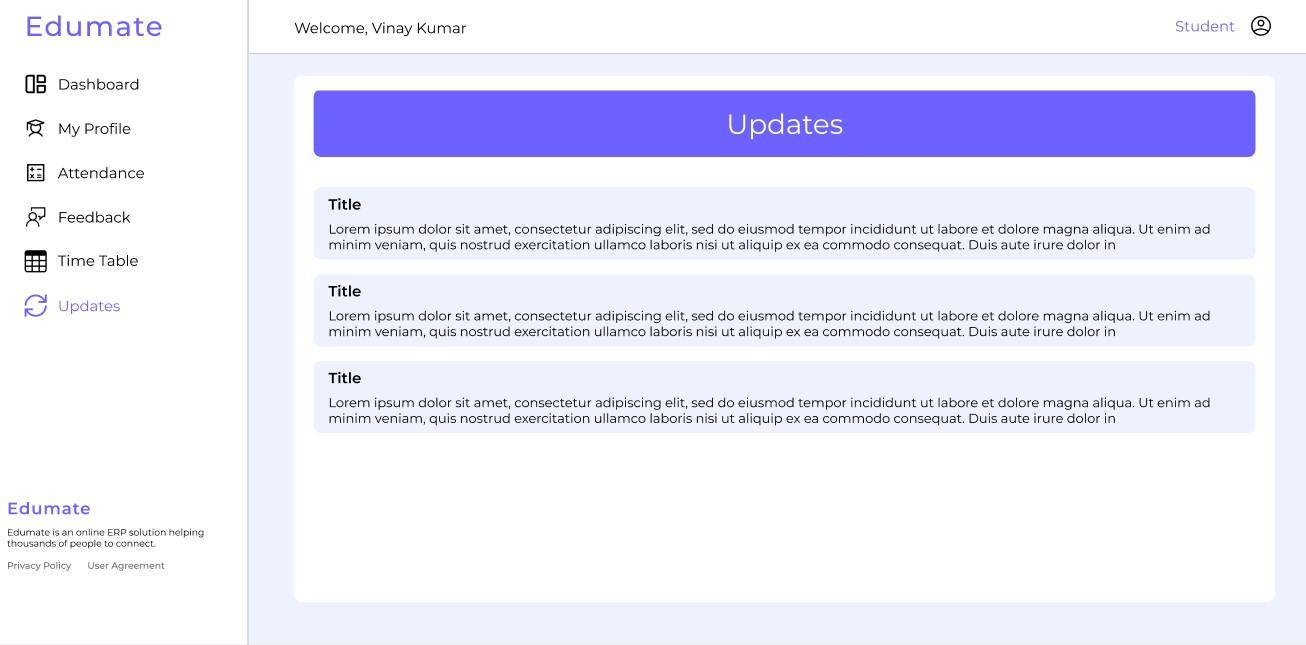 Edumate
Dashboard
My Profile
Attendance
Feedback
Time Table
Updates
Edumate
Edumate is an online ERP solution helping
thousands of people to connect.
Privacy Policy User Agreement
Welcome, Vinay Kumar
Student
Updates
Title
Lorem ipsum dolor sit amet, consectetur adipiscing elit, sed do eiusmod tempor incididunt ut labore et dolore magna aliqua. Ut enim ad
minim veniam, quis nostrud exercitation ullamco laboris nisi ut aliquip ex ea commodo consequat. Duis aute irure dolor in
Title
Lorem ipsum dolor sit amet, consectetur adipiscing elit, sed do eiusmod tempor incididunt ut labore et dolore magna aliqua. Ut enim ad
minim veniam, quis nostrud exercitation ullamco laboris nisi ut aliquip ex ea commodo consequat. Duis aute irure dolor in
Title
Lorem ipsum dolor sit amet, consectetur adipiscing elit, sed do eiusmod tempor incididunt ut labore et dolore magna aliqua. Ut enim ad
minim veniam, quis nostrud exercitation ullamco laboris nisi ut aliquip ex ea commodo consequat. Duis aute irure dolor in